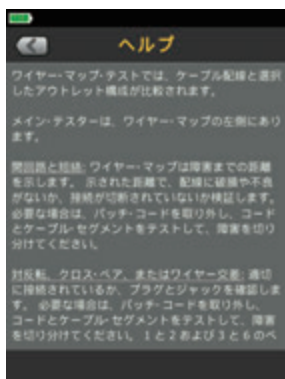 ヘルプ
ワイヤー・マップ・テストでは、ケーブル配線と選択
したアウトレット構成が比較されます。
メイン・テスターは、ワイヤー・マップの左側にあり
ます。
開回路と短絡: ワイヤー・マップは障害までの距離
を示します。 示された距離で、配線に破損や不良
がないか、接続が切断されていないか検証します。
必要な場合は、パッチ・コードを取り外し、コード
とケーブル・セグメントをテストして、障害を切り
分けてください。
対反転、クロス・ペア、またはワイヤー交差: 適切
に接続されているか、プラグとジャックを確認しま
す。 必要な場合は、パッチ・コードを取り外し、
コードとケーブル・セグメントをテストして、障害
を切り分けてください。 1 と 2 および 3 と 6 のペ